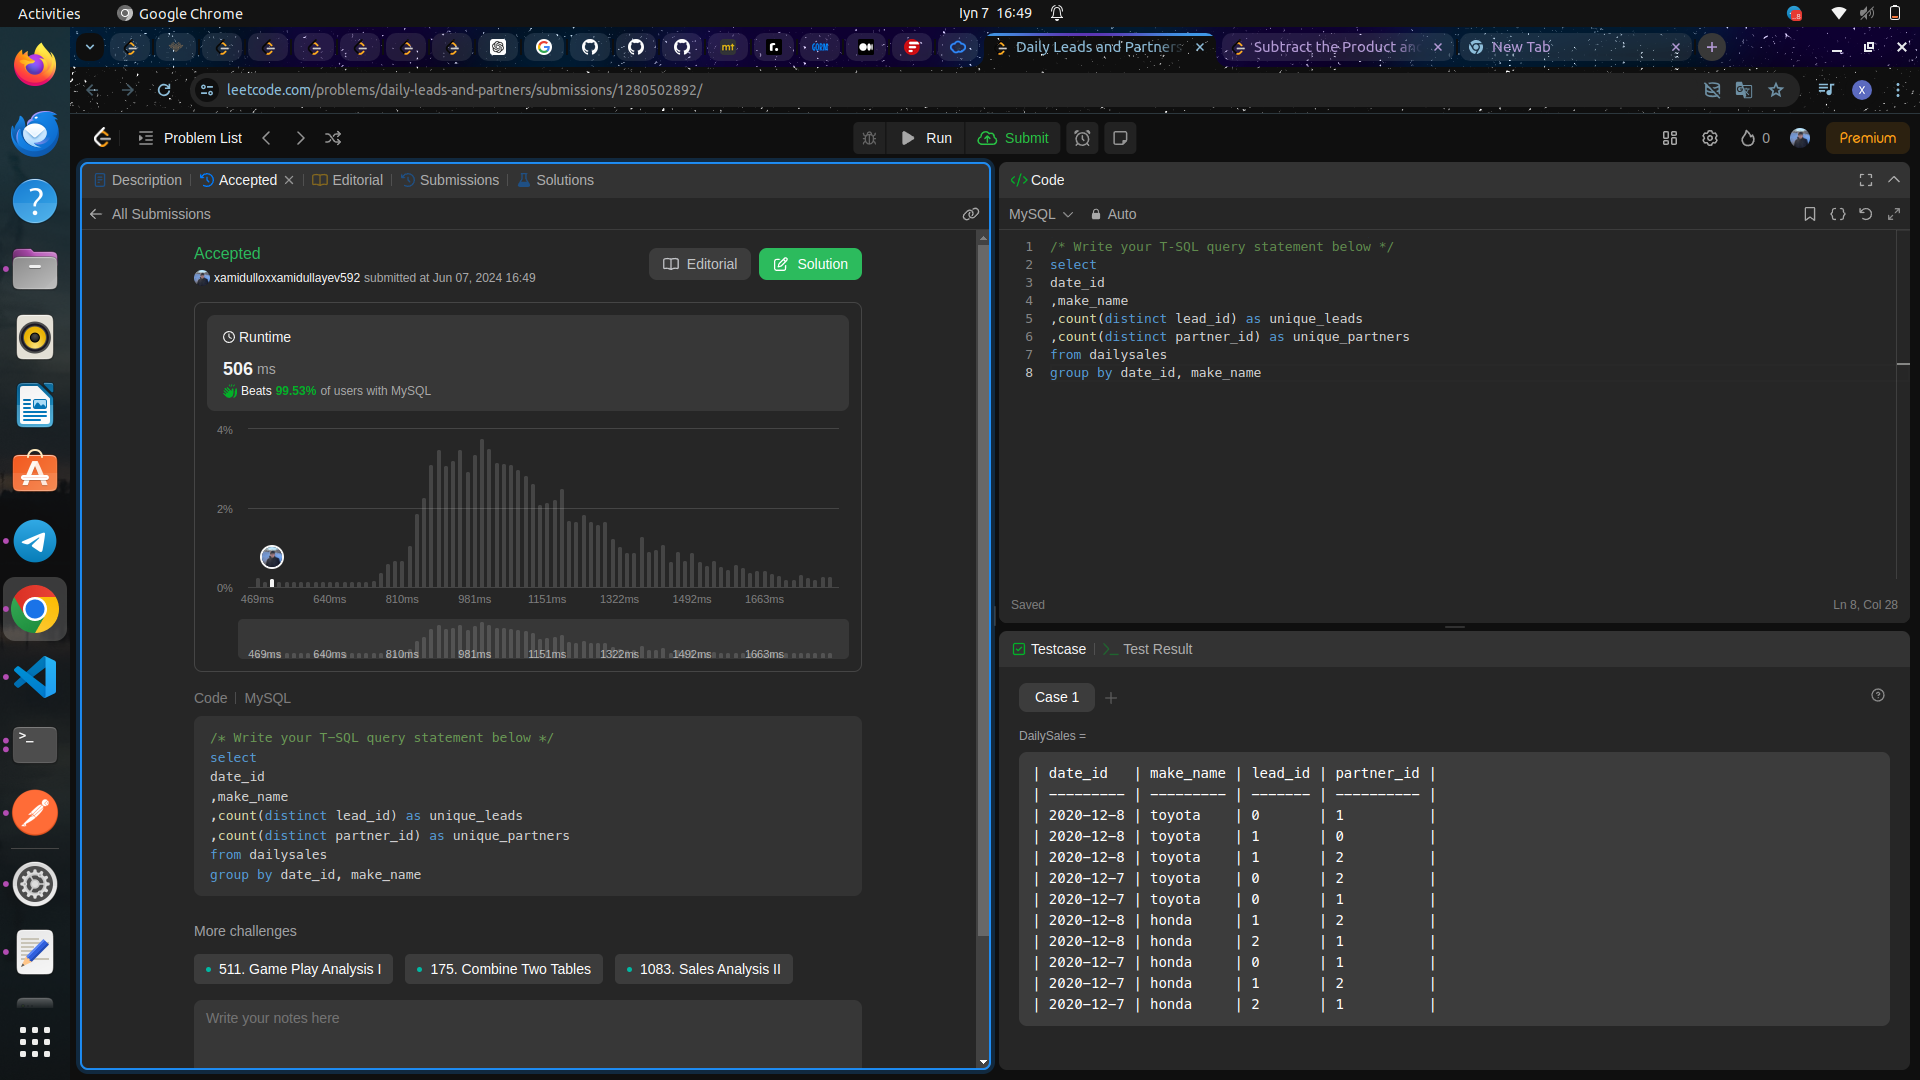 Activities
Google Chrome
Iyn 7 16:49
Daily Leads and Partners
Subtract the Product an
New Tab
leetcode.com/problems/daily-leads-and-partners/submissions/1280502892/
X
Problem List
Run
Submit
0
Premium
Description
Accepted
Editorial
Submissions
Solutions
All Submissions
Accepted
xamidulloxxamidullayev592 submitted at Jun 07, 2024 16:49
Editorial
Solution
Runtime
506 ms
Beats 99.53% of users with MySQL
4%
2%
0%
469ms 640ms 810ms 981ms 1151ms 1322ms 1492ms 1663ms
469ms 640ms 810ms 981ms 1151ms 1322ms 1492ms 1663ms
Code | MySQL
/* Write your T-SQL query statement below */
select
date_id
,make_name
,count(distinct lead_id) as unique_leads
,count(distinct partner_id) as unique_partners
from dailysales
group by date_id, make_name
More challenges
511. Game Play Analysis I
175. Combine Two Tables
1083. Sales Analysis II
Write your notes here
</> Code
MySQL
Auto
1 /* Write your T-SQL query statement below */
2 select
3 date_id
4 ,make_name
5 ,count(distinct lead_id) as unique_leads
6 ,count(distinct partner_id) as unique_partners
7 from dailysales
8 group by date_id, make_name
Saved
Ln 8, Col 28
Testcase
Test Result
Case 1
DailySales =
| date_id | make_name | lead_id | partner_id |
| --------- | --------- | ------- | ---------- |
| 2020-12-8 | toyota | 0 | 1 |
| 2020-12-8 | toyota | 1 | 0 |
| 2020-12-8 | toyota | 1 | 2 |
| 2020-12-7 | toyota | 0 | 2 |
| 2020-12-7 | toyota | 0 | 1 |
| 2020-12-8 | honda | 1 | 2 |
| 2020-12-8 | honda | 2 | 1 |
| 2020-12-7 | honda | 0 | 1 |
| 2020-12-7 | honda | 1 | 2 |
| 2020-12-7 | honda | 2 | 1 |